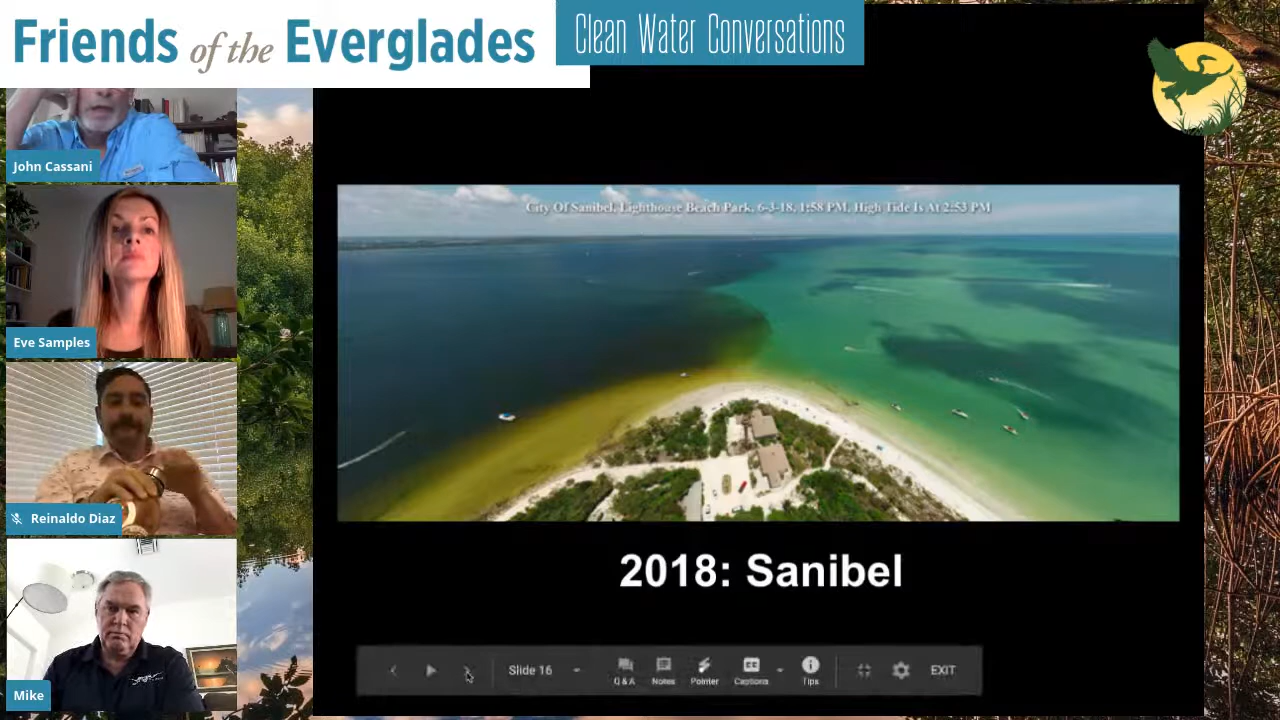 Friends of the Everglades
Clean Water Conversations
John Cassani
Eve Samples
Reinaldo Diaz
Mike
City Of Sanibel, Lighthouse Beach Park, 6-3-18, 1:58 PM, High Tide Is At 2:53 PM
2018: Sanibel
Slide 16
Q & A
Notes
Pointer
CC
Captions
Tips
EXIT